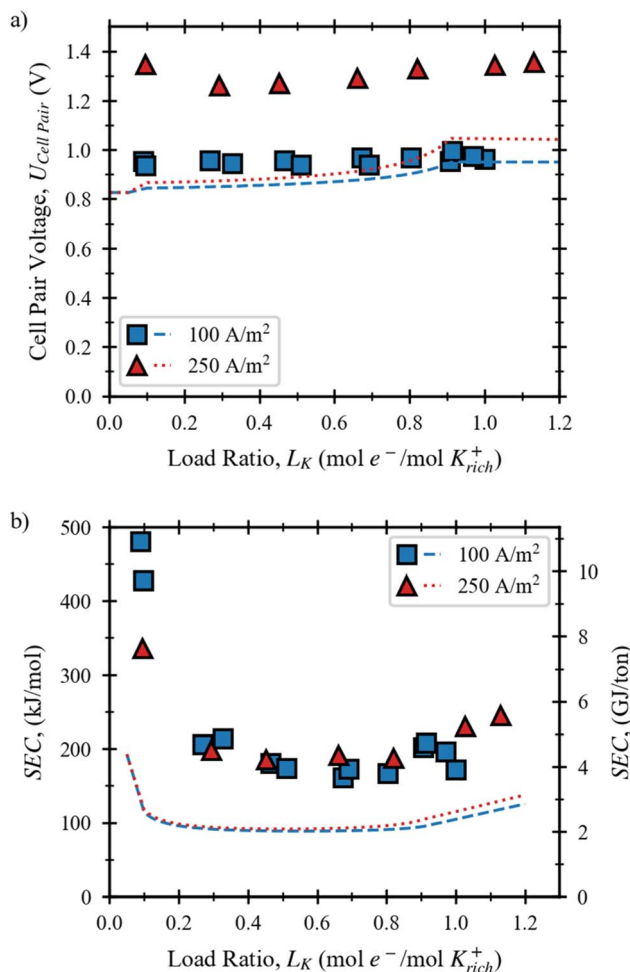 a)
1.4
1.2
1.0
0.8
0.6
0.4
0.2
0.0
Cell Pair Voltage, U_{Cell Pair} (V)
100 A/m²
250 A/m²
0.0 0.2 0.4 0.6 0.8 1.0 1.2
Load Ratio, L_K (mol e⁻/mol K⁺_{rich})
b)
500
400
300
200
100
0
SEC, (kJ/mol)
100 A/m²
250 A/m²
10
8
6
4
2
0
SEC, (GJ/ton)
0.0 0.2 0.4 0.6 0.8 1.0 1.2
Load Ratio, L_K (mol e⁻/mol K⁺_{rich})